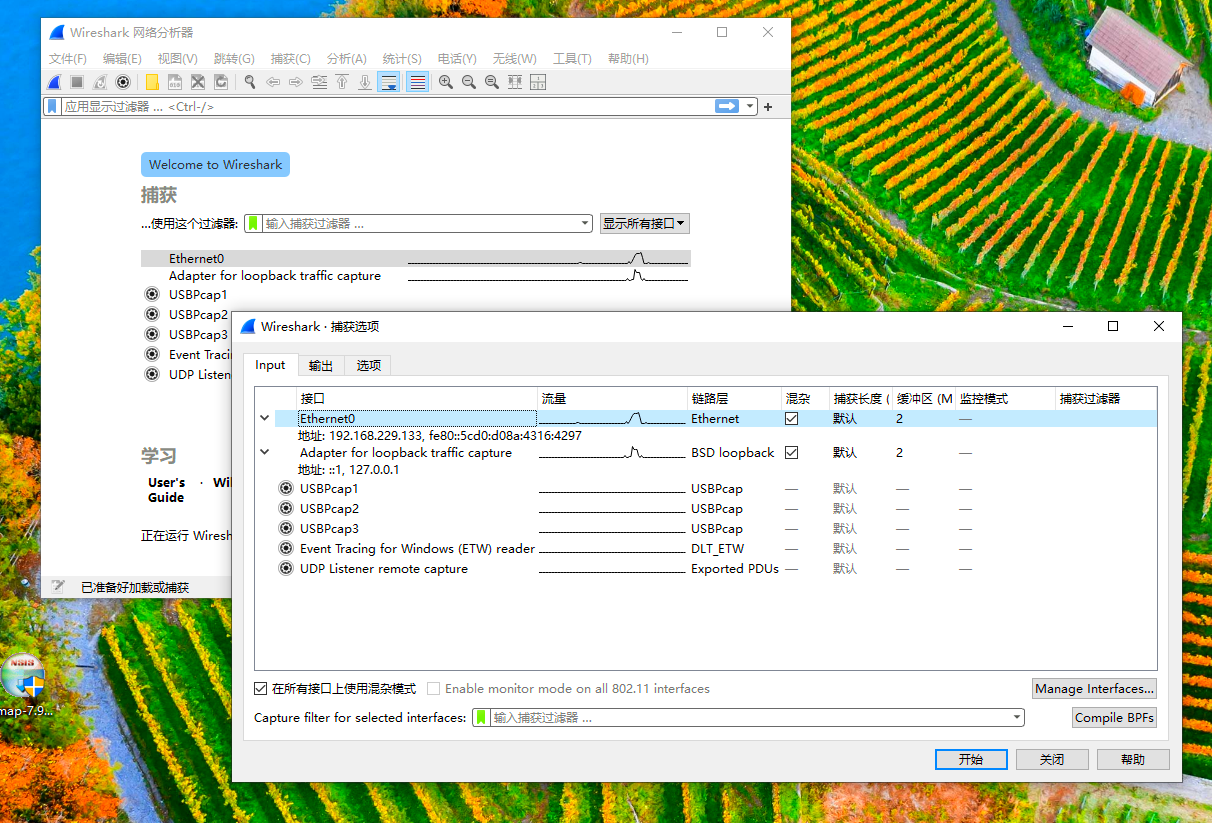 Wireshark 网络分析器
文件(F) 编辑(E) 视图(V) 跳转(G) 捕获(C) 分析(A) 统计(S) 电话(Y) 无线(W) 工具(T) 帮助(H)
应用显示过滤器 … <Ctrl-/>
Welcome to Wireshark
捕获
…使用这个过滤器: 输入捕获过滤器 … 显示所有接口
Ethernet0
Adapter for loopback traffic capture
USBPcap1
USBPcap2
USBPcap3
Event Traci
UDP Listen
学习
User's Guide · Wi
正在运行 Wiresh
已准备好加载或捕获
NSIS
map-7.9...
Wireshark · 捕获选项
Input 输出 选项
接口 流量 链路层 混杂 捕获长度 ( 缓冲区 (M 监控模式 捕获过滤器
Ethernet0 Ethernet 默认 2 —
地址: 192.168.229.133, fe80::5cd0:d08a:4316:4297
Adapter for loopback traffic capture BSD loopback 默认 2 —
地址: ::1, 127.0.0.1
USBPcap1 USBPcap — 默认 — —
USBPcap2 USBPcap — 默认 — —
USBPcap3 USBPcap — 默认 — —
Event Tracing for Windows (ETW) reader DLT_ETW — 默认 — —
UDP Listener remote capture Exported PDUs — 默认 — —
在所有接口上使用混杂模式 Enable monitor mode on all 802.11 interfaces Manage Interfaces...
Capture filter for selected interfaces: 输入捕获过滤器 … Compile BPFs
开始 关闭 帮助